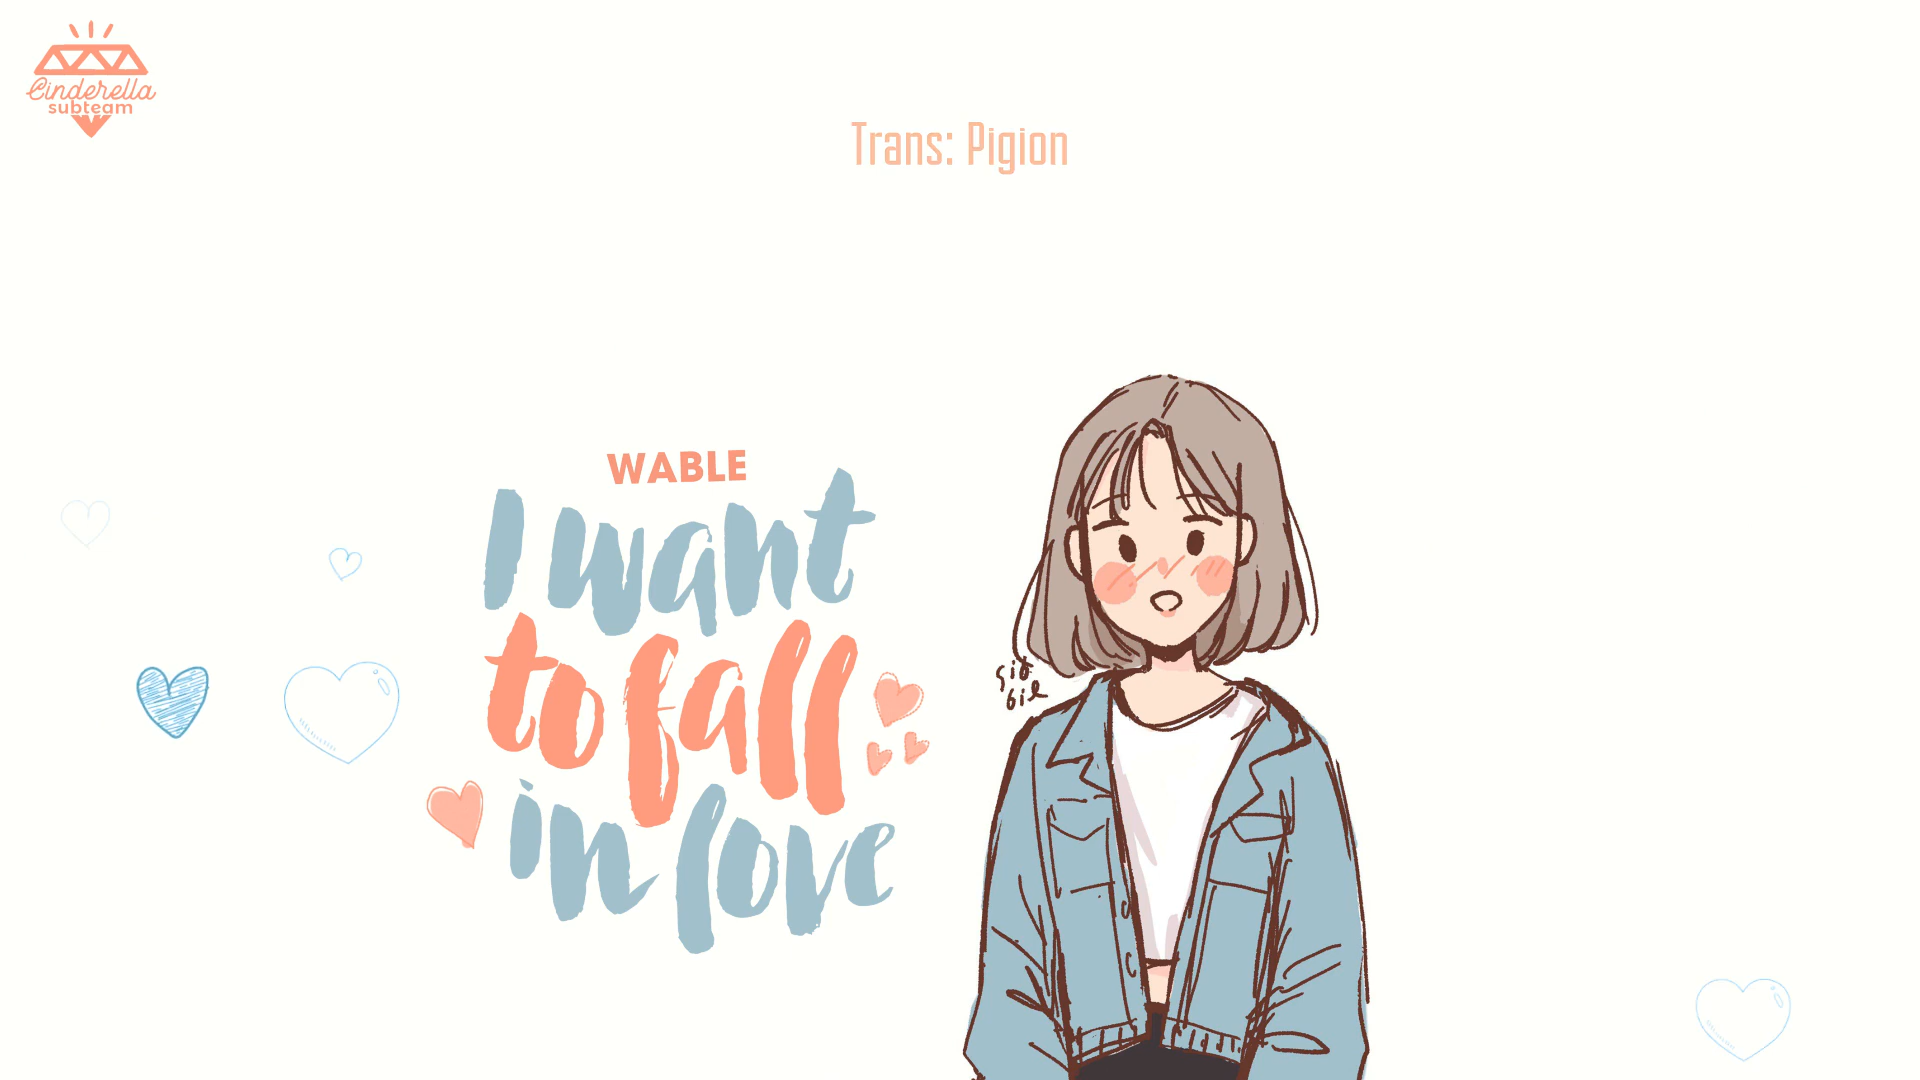 Cinderella
subteam
Trans: Pigion
WABLE
I want
to fall
in love